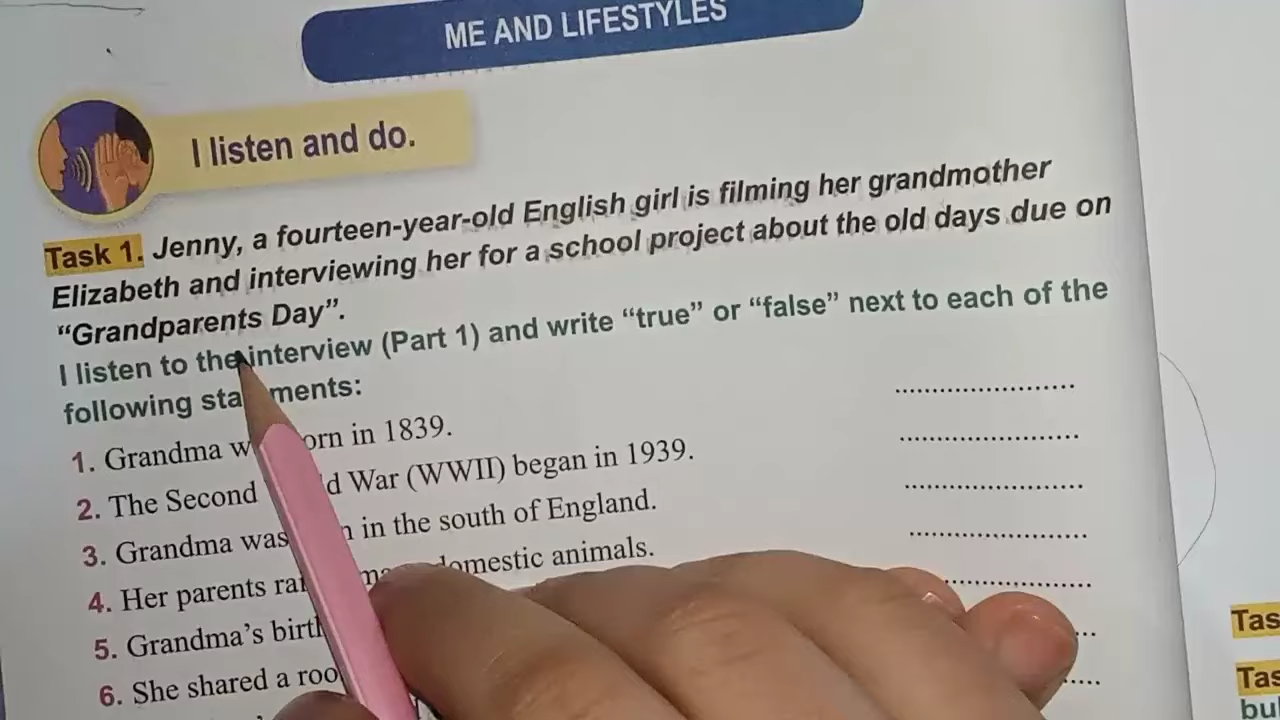 ME AND LIFESTYLES
I listen and do.
Task 1. Jenny, a fourteen-year-old English girl is filming her grandmother
Elizabeth and interviewing her for a school project about the old days due on
“Grandparents Day”.
I listen to the interview (Part 1) and write “true” or “false” next to each of the
following sta ments:
1. Grandma w orn in 1839.
2. The Second d War (WWII) began in 1939.
3. Grandma was in the south of England.
4. Her parents domestic animals.
5. Grandma's
6. She shared a
Tas
Tas
bu